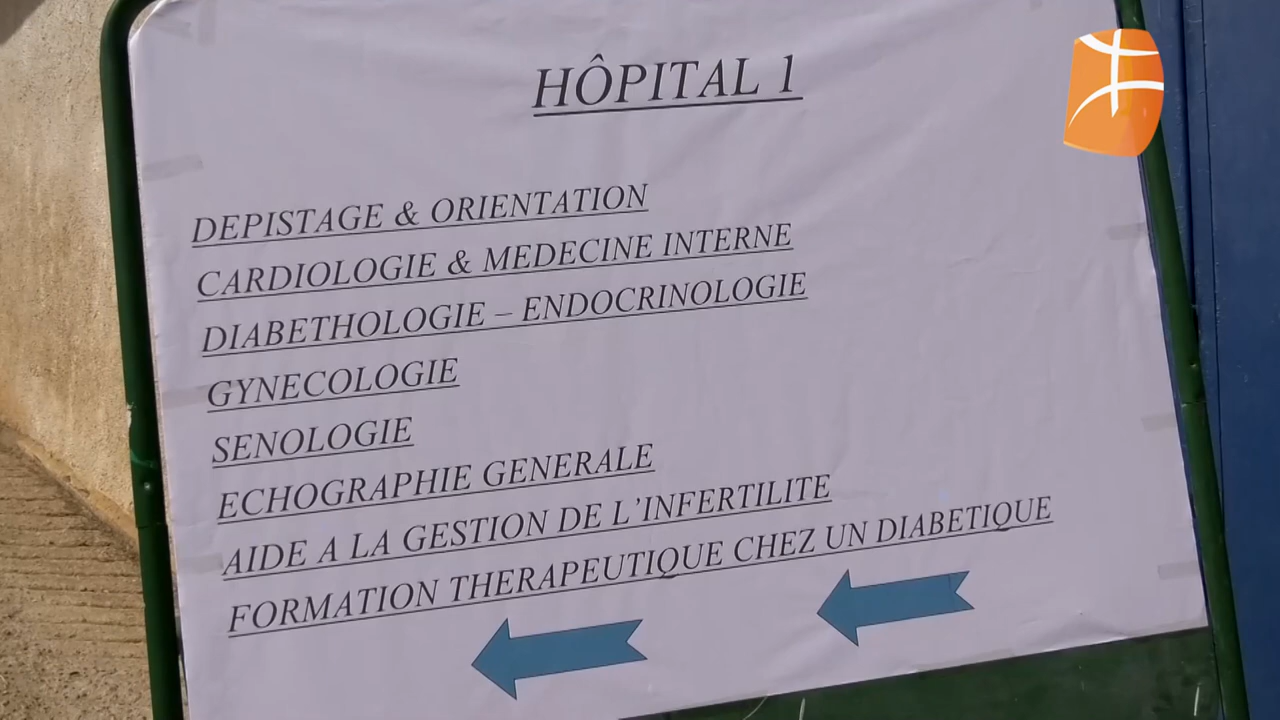 HÔPITAL 1
DEPISTAGE & ORIENTATION
CARDIOLOGIE & MEDECINE INTERNE
DIABETHOLOGIE – ENDOCRINOLOGIE
GYNECOLOGIE
SENOLOGIE
ECHOGRAPHIE GENERALE
AIDE A LA GESTION DE L'INFERTILITE
FORMATION THERAPEUTIQUE CHEZ UN DIABETIQUE